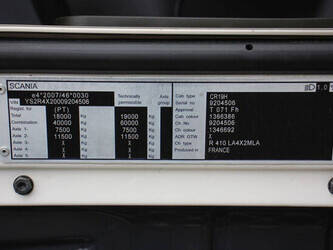 SCANIA
e4*2007/46*0030
VIN YS2R4X20009204506
Regist. for (PT) Technically permissible Axle group
Total 18000 Kg 19000 Kg
Combination 40000 Kg 60000 Kg
Axle 1- 7500 Kg 7500 Kg
Axle 2- 11500 Kg 11500 Kg
Axle 3- X Kg X Kg
Axle 4- X Kg X Kg
Axle 5- X Kg X Kg
Cab type CR19H
Serial no 9204506
Approval T 071 Fh
Cab colour 1366386
Ch. No. 9204506
Ch. colour 1346692
ADR GTW X
Ch. type R 410 LA4X2MLA
Produced in FRANCE
1.0